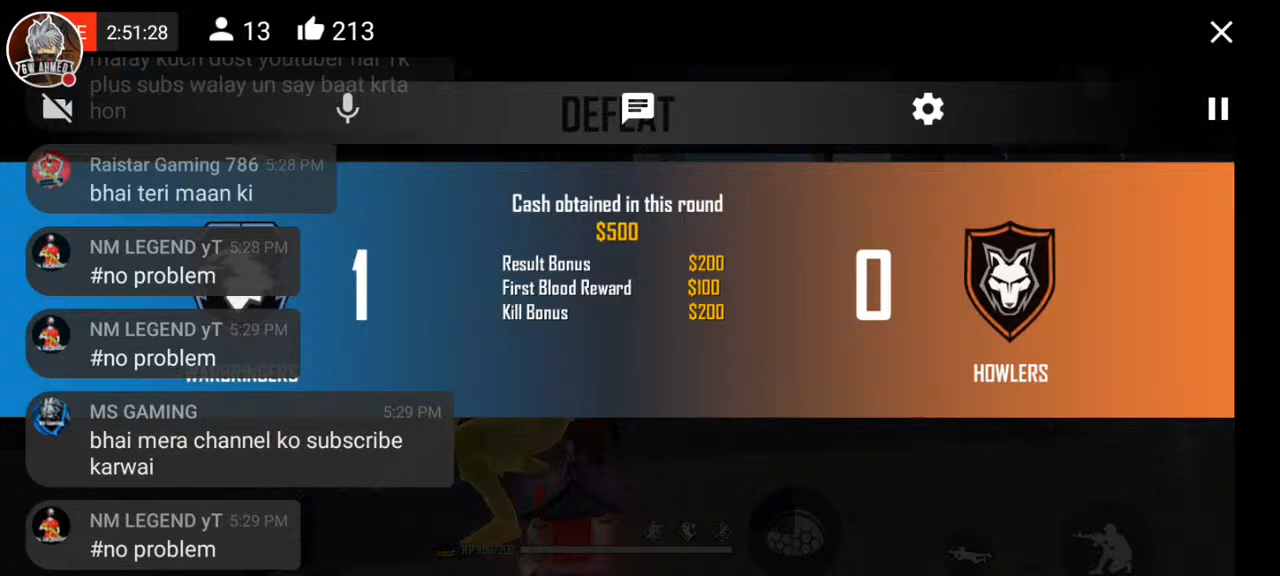 E 2:51:28 13 213
GW AHMED
maray kuch dost youtuber hai 1k
plus subs walay un say baat krta
hon
DEFEAT
Raistar Gaming 786 5:28 PM
bhai teri maan ki
NM LEGEND yT 5:28 PM
#no problem
NM LEGEND yT 5:29 PM
#no problem
MS GAMING 5:29 PM
bhai mera channel ko subscribe
karwai
NM LEGEND yT 5:29 PM
#no problem
1
WARBRINGERS
Cash obtained in this round
$500
Result Bonus $200
First Blood Reward $100
Kill Bonus $200
0
HOWLERS